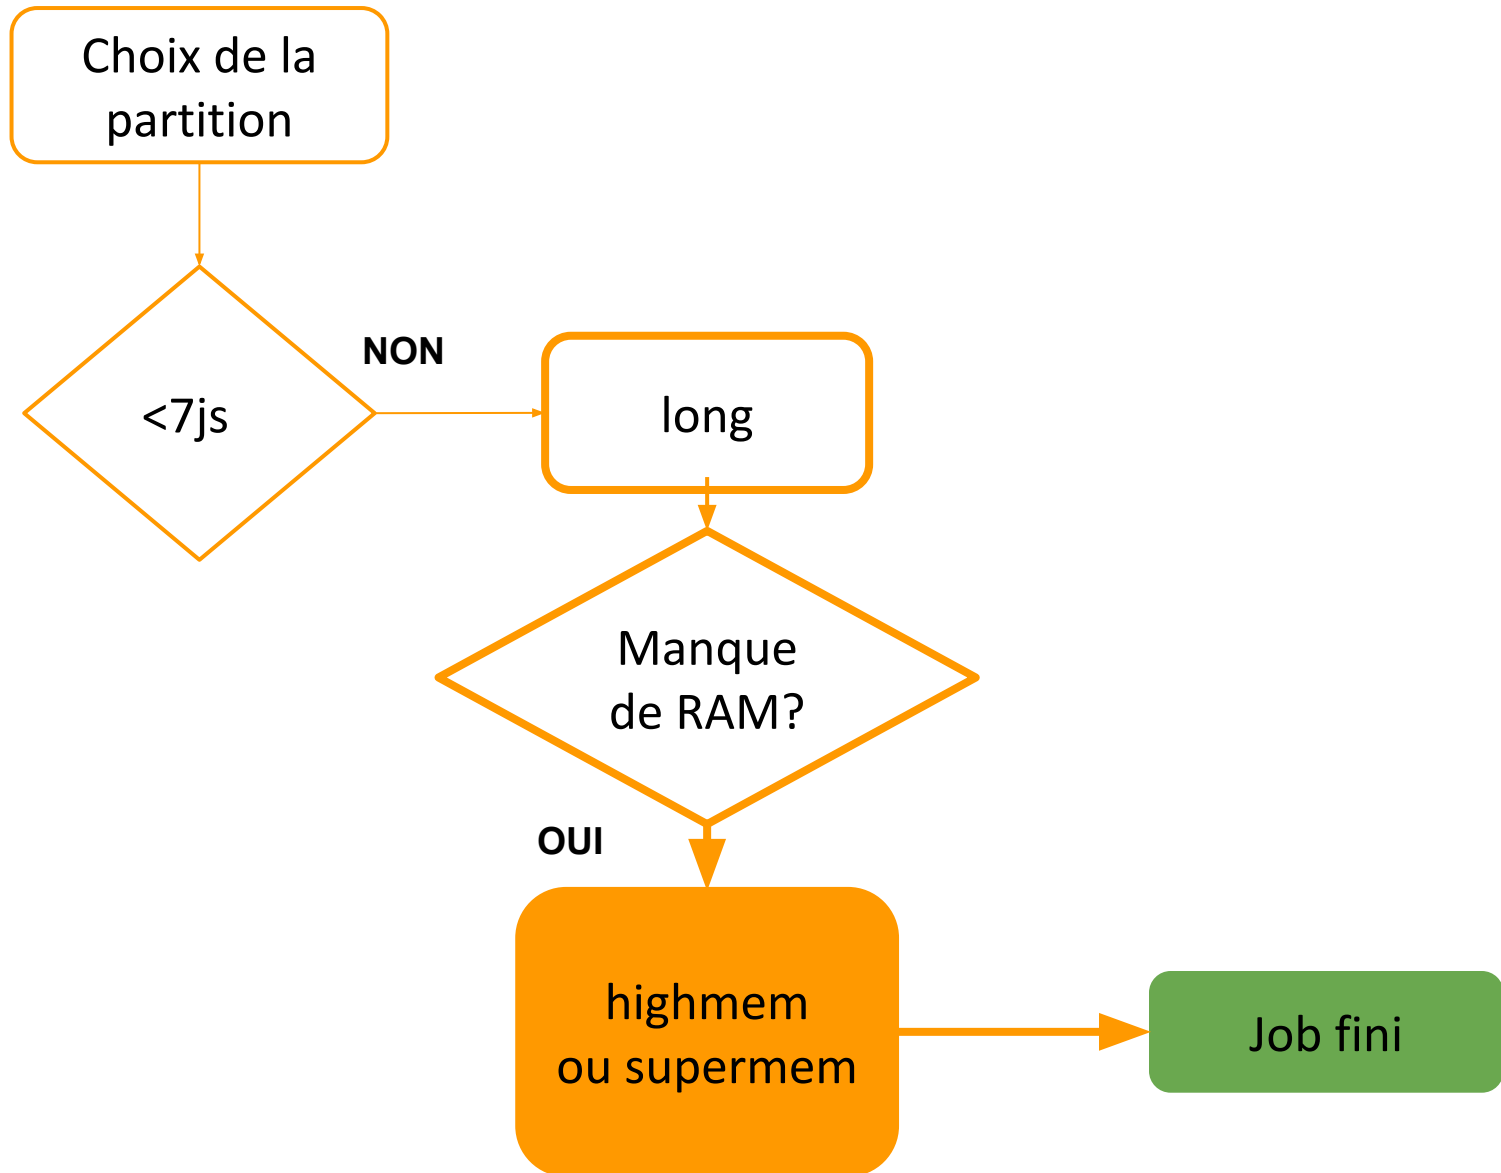 Choix de la
partition
<7js
NON
long
Manque
de RAM?
OUI
highmem
ou supermem
Job fini